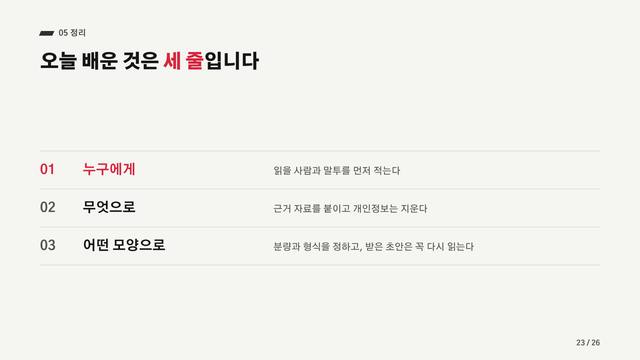 05 정리
오늘 배운 것은 세 줄입니다
01 누구에게 읽을 사람과 말투를 먼저 적는다
02 무엇으로 근거 자료를 붙이고 개인정보는 지운다
03 어떤 모양으로 분량과 형식을 정하고, 받은 초안은 꼭 다시 읽는다
23 / 26